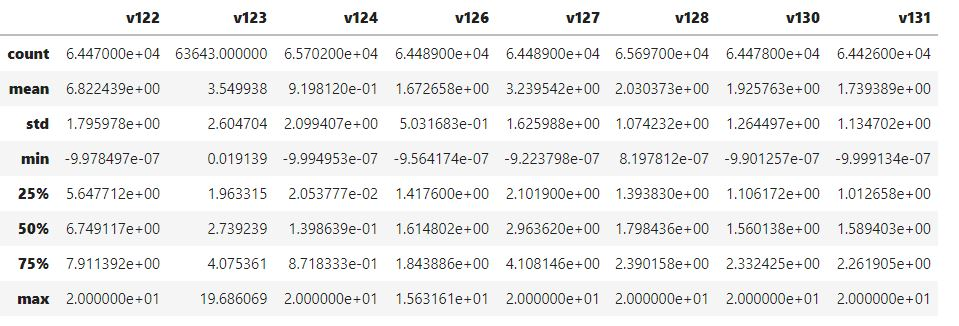 v122 v123 v124 v126 v127 v128 v130 v131
count 6.447000e+04 63643.000000 6.570200e+04 6.448900e+04 6.448900e+04 6.569700e+04 6.447800e+04 6.442600e+04
mean 6.822439e+00 3.549938 9.198120e-01 1.672658e+00 3.239542e+00 2.030373e+00 1.925763e+00 1.739389e+00
std 1.795978e+00 2.604704 2.099407e+00 5.031683e-01 1.625988e+00 1.074232e+00 1.264497e+00 1.134702e+00
min -9.978497e-07 0.019139 -9.994953e-07 -9.564174e-07 -9.223798e-07 8.197812e-07 -9.901257e-07 -9.999134e-07
25% 5.647712e+00 1.963315 2.053777e-02 1.417600e+00 2.101900e+00 1.393830e+00 1.106172e+00 1.012658e+00
50% 6.749117e+00 2.739239 1.398639e-01 1.614802e+00 2.963620e+00 1.798436e+00 1.560138e+00 1.589403e+00
75% 7.911392e+00 4.075361 8.718333e-01 1.843886e+00 4.108146e+00 2.390158e+00 2.332425e+00 2.261905e+00
max 2.000000e+01 19.686069 2.000000e+01 1.563161e+01 2.000000e+01 2.000000e+01 2.000000e+01 2.000000e+01